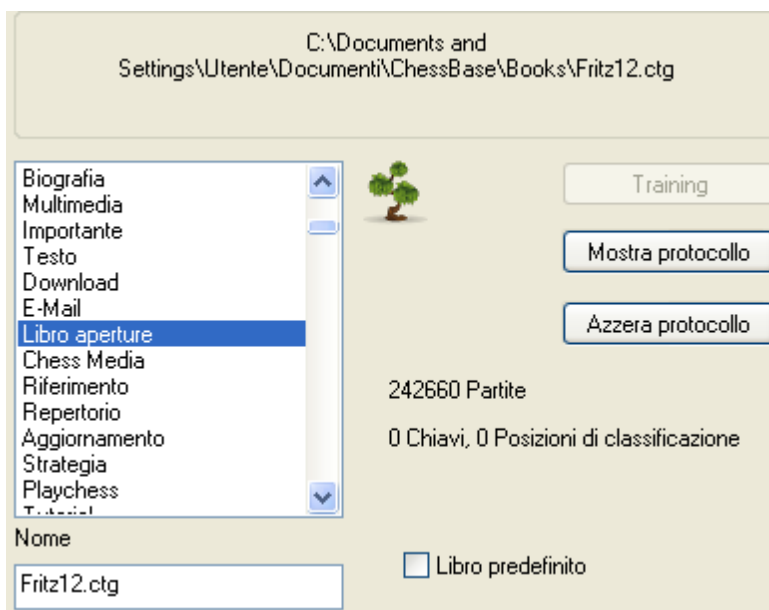 C:\Documents and
Settings\Utente\Documenti\ChessBase\Books\Fritz12.ctg
Biografia
Multimedia
Importante
Testo
Download
E-Mail
Libro aperture
Chess Media
Riferimento
Repertorio
Aggiornamento
Strategia
Playchess
Tutorial
Training
Mostra protocollo
Azzera protocollo
242660 Partite
0 Chiavi, 0 Posizioni di classificazione
Nome
Fritz12.ctg
Libro predefinito